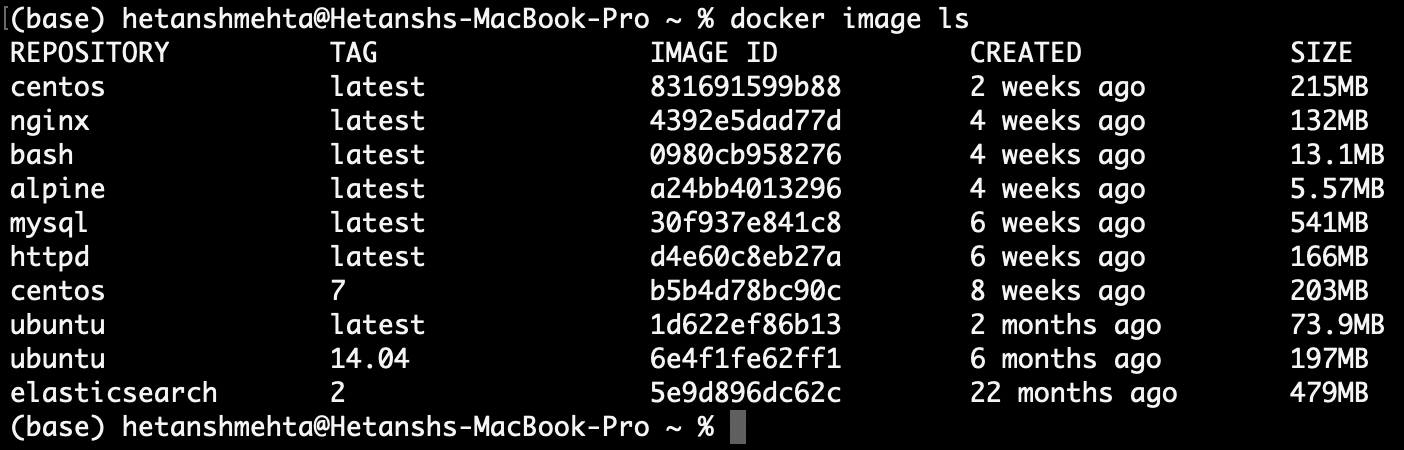 (base) hetanshmehta@Hetanshs-MacBook-Pro ~ % docker image ls
REPOSITORY TAG IMAGE ID CREATED SIZE
centos latest 831691599b88 2 weeks ago 215MB
nginx latest 4392e5dad77d 4 weeks ago 132MB
bash latest 0980cb958276 4 weeks ago 13.1MB
alpine latest a24bb4013296 4 weeks ago 5.57MB
mysql latest 30f937e841c8 6 weeks ago 541MB
httpd latest d4e60c8eb27a 6 weeks ago 166MB
centos 7 b5b4d78bc90c 8 weeks ago 203MB
ubuntu latest 1d622ef86b13 2 months ago 73.9MB
ubuntu 14.04 6e4f1fe62ff1 6 months ago 197MB
elasticsearch 2 5e9d896dc62c 22 months ago 479MB
(base) hetanshmehta@Hetanshs-MacBook-Pro ~ %